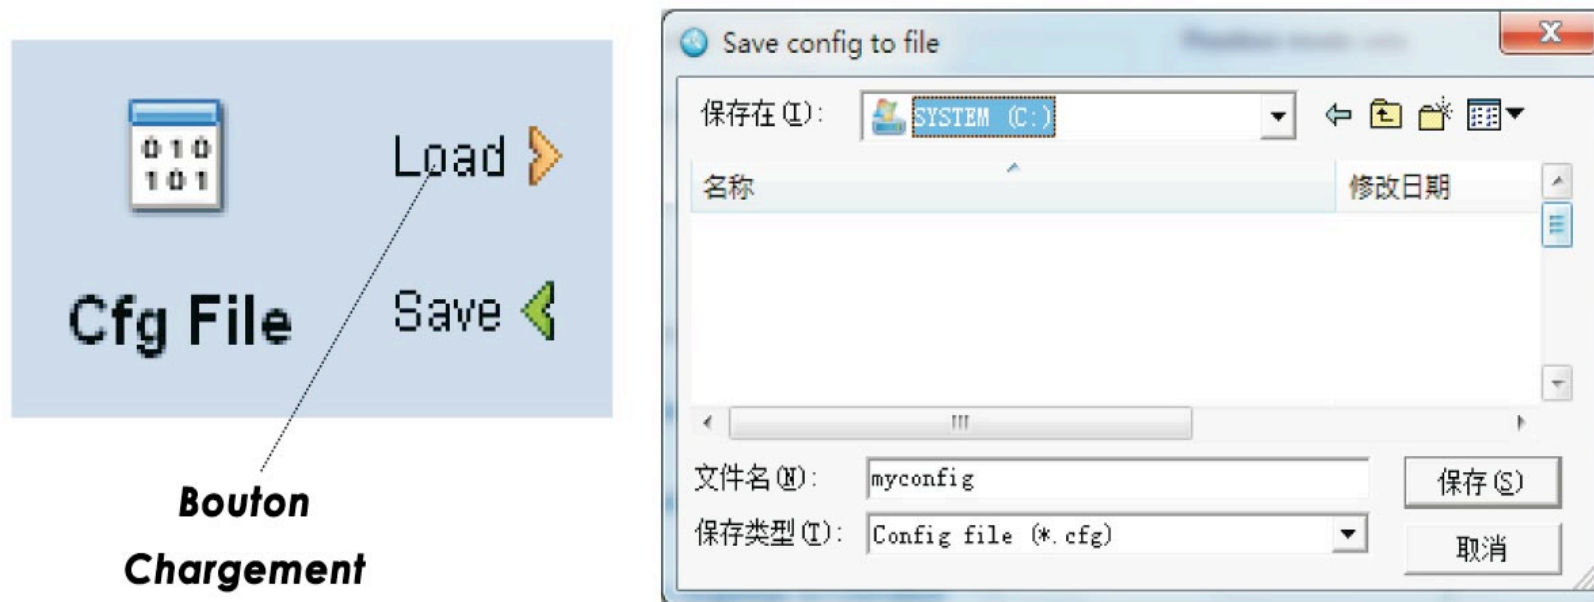 010
101
Load
Cfg File
Save
Bouton
Chargement
Save config to file
保存在(I):
SYSTEM (C:)
名称
修改日期
文件名(N):
myconfig
保存(S)
保存类型(T):
Config file (*.cfg)
取消